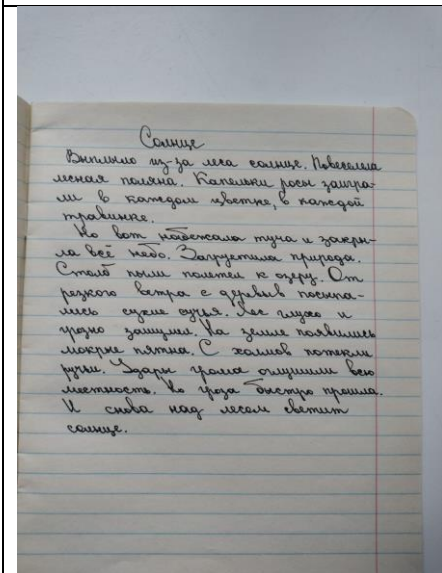 Солнце
Выплыло из-за леса солнце. Повеселела
лесная поляна. Капельки росы заигра-
ли в каждом цветке, в каждой
травинке.
Но вот набежала туча и закры-
ла всё небо. Загрустила природа.
Столб пыли полетел к озеру. От
резкого ветра с деревьев посыпа-
лись сухие сучья. Лес глухо и
грозно зашумел. На земле появились
мокрые пятна. С холмов потекли
ручьи. Удары грома оглушили всю
местность. Но гроза быстро прошла.
И снова над лесом светит
солнце.